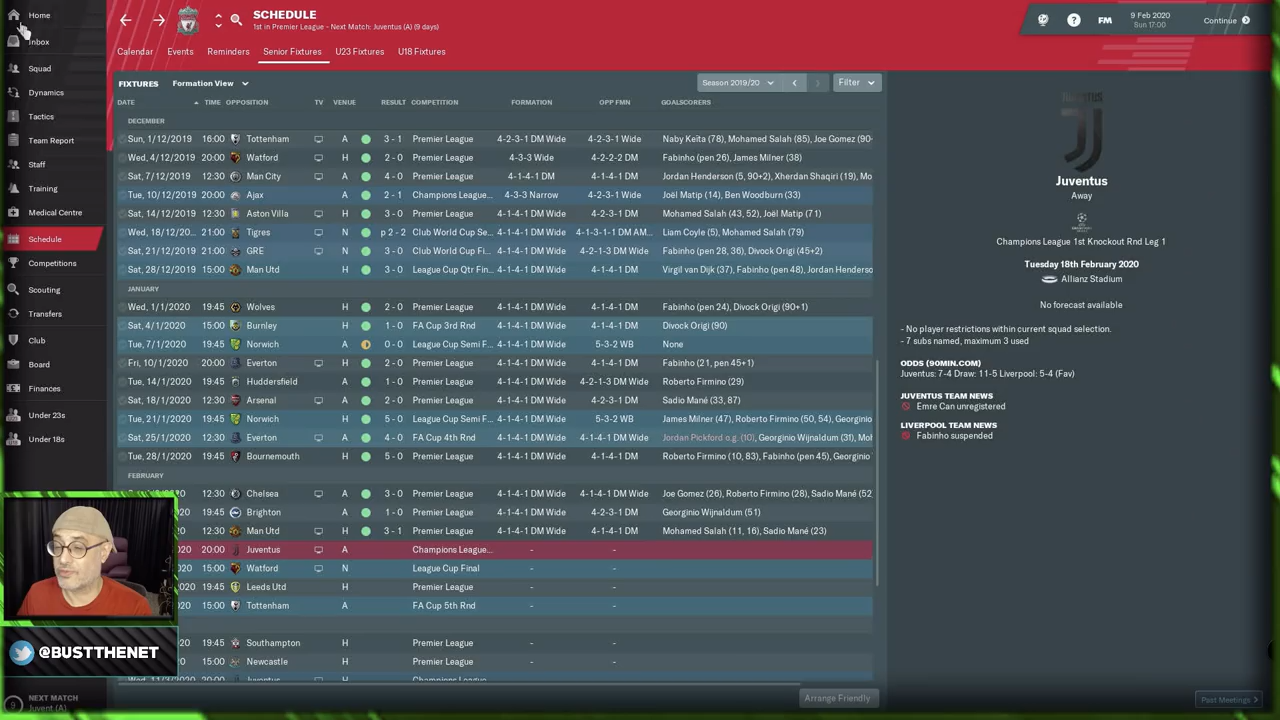 Home
Inbox
Squad
Dynamics
Tactics
Team Report
Staff
Training
Medical Centre
Schedule
Competitions
Scouting
Transfers
Club
Board
Finances
Under 23s
Under 18s
SCHEDULE
1st in Premier League - Next Match: Juventus (A) (9 days)
FM 9 Feb 2020 Sun 17:00 Continue
Calendar Events Reminders Senior Fixtures U23 Fixtures U18 Fixtures
FIXTURES Formation View Season 2019/20 Filter
DATE TIME OPPOSITION TV VENUE RESULT COMPETITION FORMATION OPP FMN GOALSCORERS
DECEMBER
Sun, 1/12/2019 16:00 Tottenham A 3 - 1 Premier League 4-2-3-1 DM Wide 4-2-3-1 Wide Naby Keïta (78), Mohamed Salah (85), Joe Gomez (90+
Wed, 4/12/2019 20:00 Watford H 2 - 0 Premier League 4-3-3 Wide 4-2-2-2 DM Fabinho (pen 26), James Milner (38)
Sat, 7/12/2019 12:30 Man City A 4 - 0 Premier League 4-1-4-1 DM 4-2-3-1 Wide Jordan Henderson (5, 90+2), Xherdan Shaqiri (19), Mo
Tue, 10/12/2019 20:00 Ajax A 2 - 1 Champions League... 4-3-3 Narrow 4-2-3-1 Wide Joël Matip (14), Ben Woodburn (33)
Sat, 14/12/2019 12:30 Aston Villa H 3 - 0 Premier League 4-1-4-1 DM Wide 4-2-3-1 DM Mohamed Salah (43, 52), Joël Matip (71)
Wed, 18/12/20... 21:00 Tigres N p 2 - 2 Club World Cup Se... 4-1-4-1 DM Wide 4-1-3-1 DM AM... Liam Coyle (5), Mohamed Salah (79)
Sat, 21/12/2019 21:00 GRE N 3 - 0 Club World Cup Fi... 4-1-4-1 DM Wide 4-2-1-3 DM Wide Fabinho (pen 28, 36), Divock Origi (45+2)
Sat, 28/12/2019 15:00 Man Utd H 3 - 0 League Cup Qtr Fin... 4-1-4-1 DM Wide 4-1-4-1 DM Virgil van Dijk (37), Fabinho (pen 48), Jordan Henderso
JANUARY
Wed, 1/1/2020 19:45 Wolves H 2 - 0 Premier League 4-1-4-1 DM Wide 4-1-4-1 DM Fabinho (pen 24), Divock Origi (90+1)
Sat, 4/1/2020 15:00 Burnley H 1 - 0 FA Cup 3rd Rnd 4-1-4-1 DM Wide 4-1-4-1 DM Divock Origi (90)
Tue, 7/1/2020 19:45 Norwich A 0 - 0 League Cup Semi F... 4-1-4-1 DM Wide 5-3-2 WB None
Fri, 10/1/2020 20:00 Everton H 2 - 0 Premier League 4-1-4-1 DM Wide 4-1-4-1 DM Fabinho (21, pen 45+1)
Tue, 14/1/2020 19:45 Huddersfield A 1 - 0 Premier League 4-1-4-1 DM Wide 4-2-1-3 DM Wide Roberto Firmino (29)
Sat, 18/1/2020 12:30 Arsenal A 2 - 0 Premier League 4-1-4-1 DM Wide 4-2-3-1 Wide Sadio Mané (33, 87)
Tue, 21/1/2020 19:45 Norwich H 5 - 0 League Cup Semi F... 4-1-4-1 DM Wide 5-3-2 WB James Milner (47), Roberto Firmino (50, 54), Georginio
Sat, 25/1/2020 12:30 Everton A 4 - 0 FA Cup 4th Rnd 4-1-4-1 DM Wide 4-1-4-1 DM Wide Jordan Pickford o.g. (10), Georginio Wijnaldum (31), Moh
Tue, 28/1/2020 19:45 Bournemouth H 5 - 0 Premier League 4-1-4-1 DM Wide 4-1-4-1 DM Roberto Firmino (10, 83), Fabinho (pen 45), Georginio
FEBRUARY
12:30 Chelsea A 3 - 0 Premier League 4-1-4-1 DM Wide 4-1-4-1 DM Wide Joe Gomez (26), Roberto Firmino (28), Sadio Mané (52
19:45 Brighton A 1 - 0 Premier League 4-1-4-1 DM Wide 4-2-3-1 DM Georginio Wijnaldum (51)
12:30 Man Utd H 3 - 1 Premier League 4-1-4-1 DM Wide 4-1-4-1 DM Mohamed Salah (11, 16), Sadio Mané (23)
20:00 Juventus A Champions League... - -
15:00 Watford N League Cup Final - -
19:45 Leeds Utd H Premier League - -
15:00 Tottenham A FA Cup 5th Rnd - -
19:45 Southampton H Premier League - -
15:00 Newcastle H Premier League - -
20:00 Juventus H Champions League - -
Arrange Friendly
Juventus
Away
Champions League 1st Knockout Rnd Leg 1
Tuesday 18th February 2020
Allianz Stadium
No forecast available
- No player restrictions within current squad selection.
- 7 subs named, maximum 3 used
ODDS (90MIN.COM)
Juventus: 7-4 Draw: 11-5 Liverpool: 5-4 (Fav)
JUVENTUS TEAM NEWS
Emre Can unregistered
LIVERPOOL TEAM NEWS
Fabinho suspended
Past Meetings
@BUSTTHENET
9 NEXT MATCH
Juvent (A)